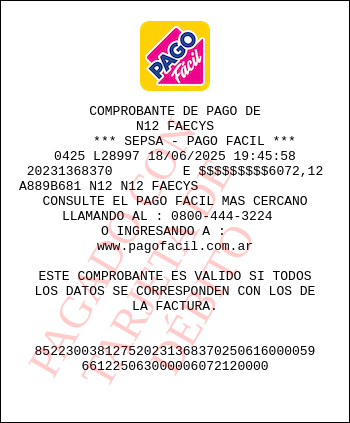 PAGO
Fácil
COMPROBANTE DE PAGO DE
N12 FAECYS
*** SEPSA - PAGO FACIL ***
0425 L28997 18/06/2025 19:45:58
20231368370 E $$$$$$$$$6072,12
A889B681 N12 N12 FAECYS
CONSULTE EL PAGO FACIL MAS CERCANO
LLAMANDO AL : 0800-444-3224
O INGRESANDO A :
www.pagofacil.com.ar
ESTE COMPROBANTE ES VALIDO SI TODOS
LOS DATOS SE CORRESPONDEN CON LOS DE
LA FACTURA.
852230038127520231368370250616000059
661225063000006072120000
PAGADO CON
TARJETA DE
DÉBITO